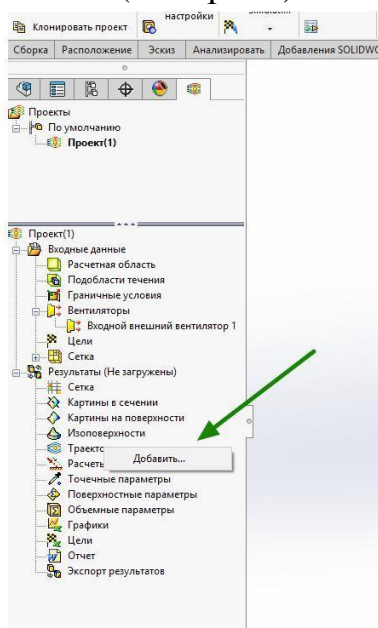 Клонировать проект
настройки
Сборка Расположение Эскиз Анализировать Добавления SOLIDWO
Проекты
По умолчанию
Проект(1)
Проект(1)
Входные данные
Расчетная область
Подобласти течения
Граничные условия
Вентиляторы
Входной внешний вентилятор 1
Цели
Сетка
Результаты (Не загружены)
Сетка
Картины в сечении
Картины на поверхности
Изоповерхности
Траекто
Добавить...
Расчеты
Точечные параметры
Поверхностные параметры
Объемные параметры
Графики
Цели
Отчет
Экспорт результатов